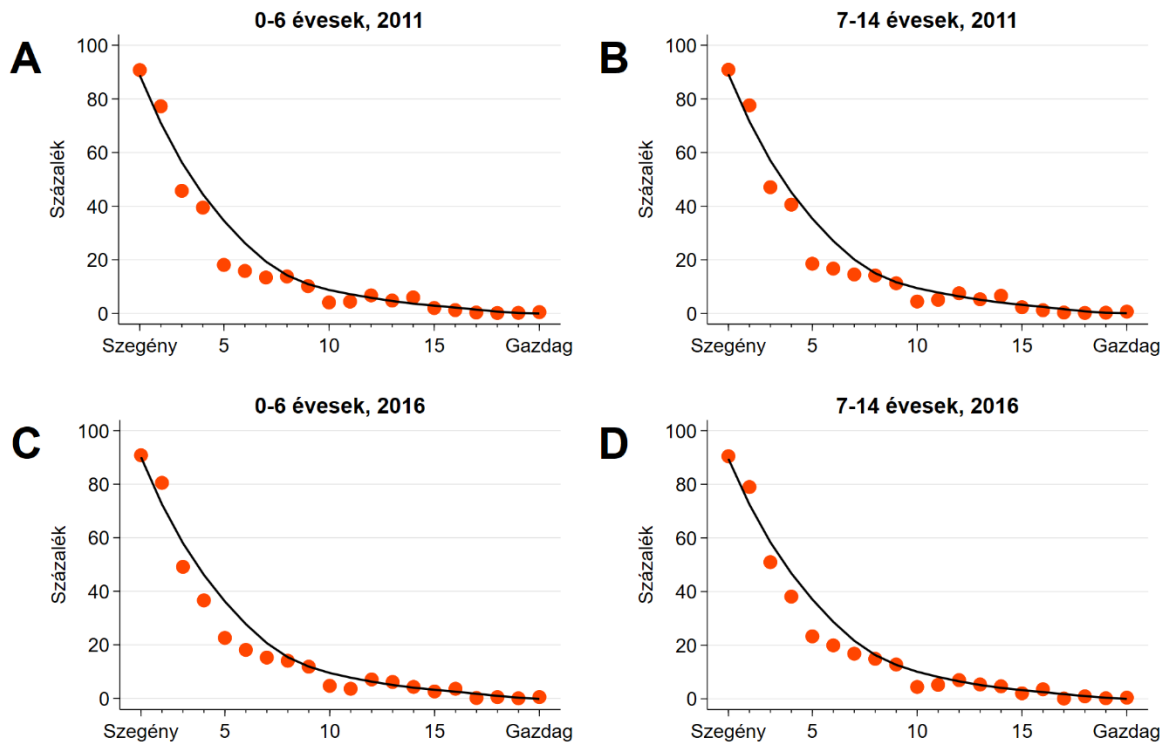 A
0-6 évesek, 2011
100
80
60
40
20
0
Százalék
Szegény 5 10 15 Gazdag
B
7-14 évesek, 2011
100
80
60
40
20
0
Százalék
Szegény 5 10 15 Gazdag
C
0-6 évesek, 2016
100
80
60
40
20
0
Százalék
Szegény 5 10 15 Gazdag
D
7-14 évesek, 2016
100
80
60
40
20
0
Százalék
Szegény 5 10 15 Gazdag